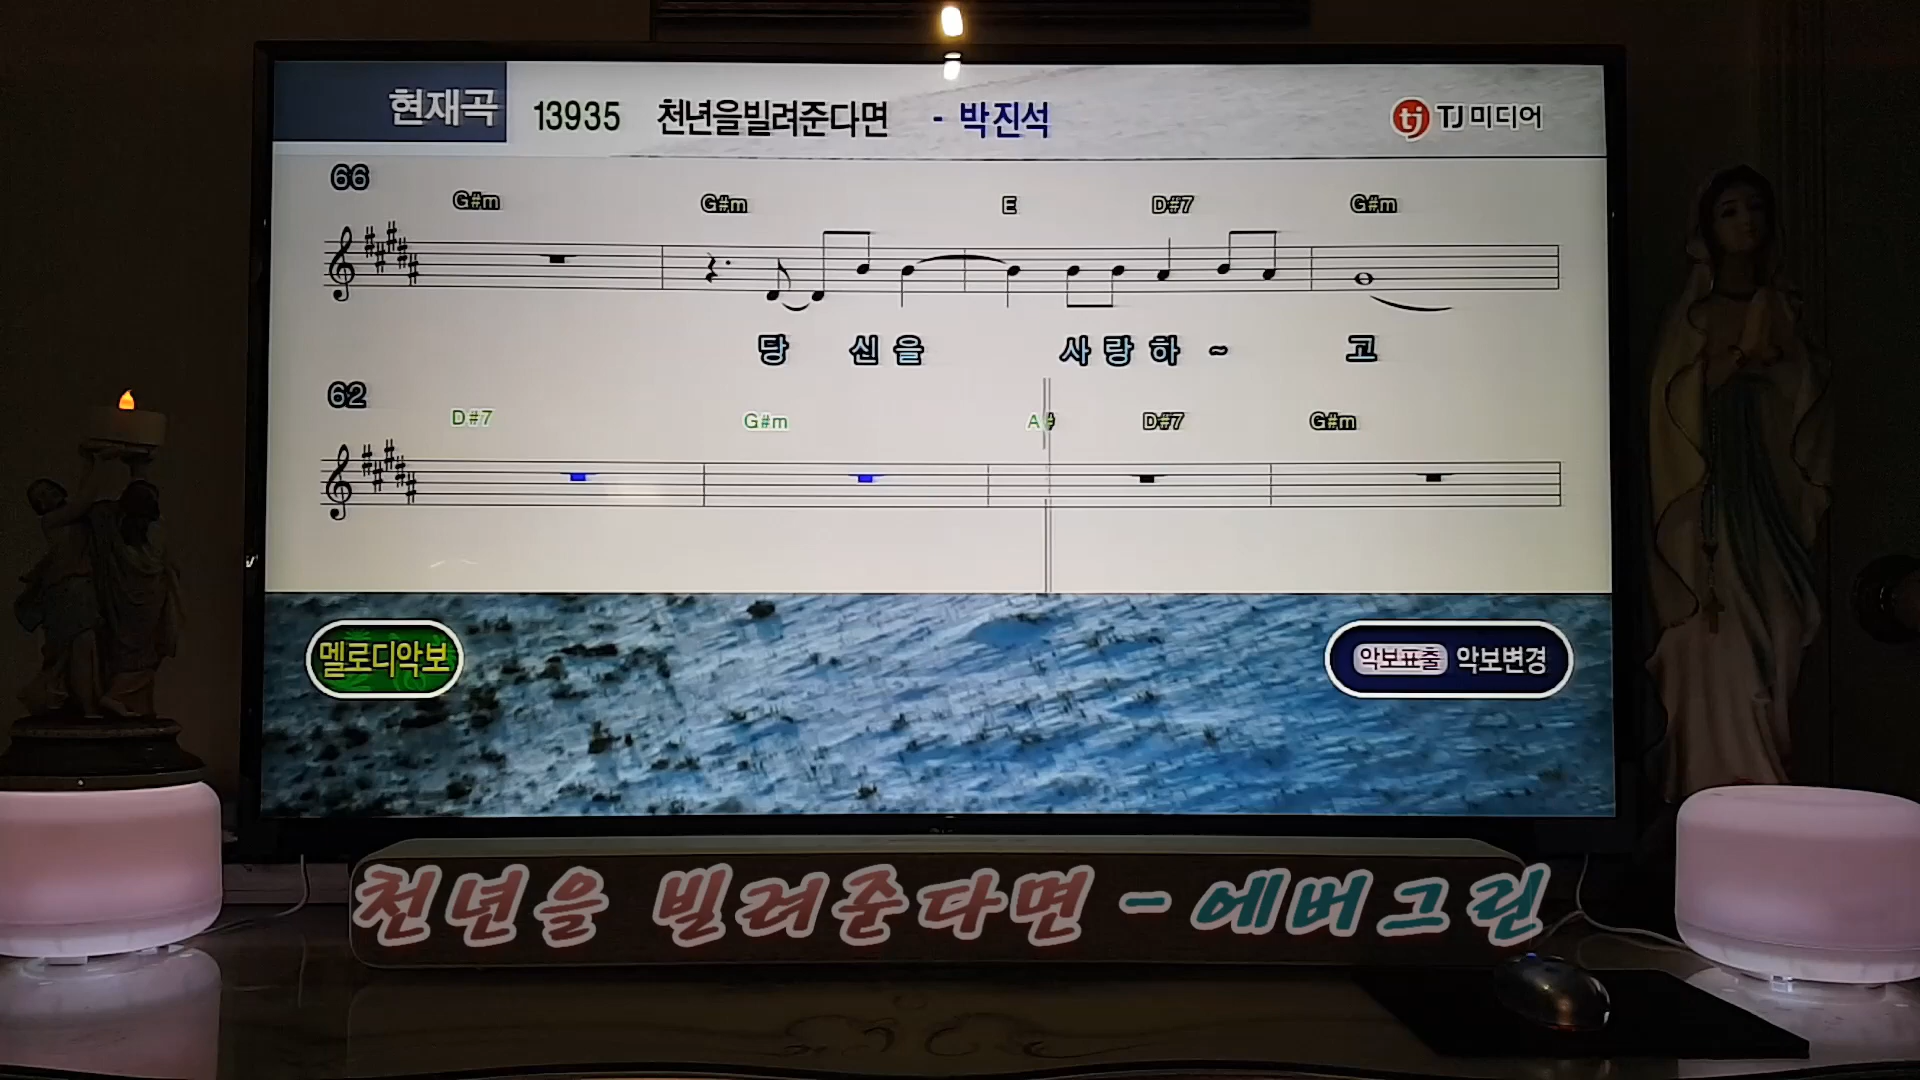 현재곡 13935 천년을빌려준다면 - 박진석 tj TJ미디어
66
G#m G#m E D#7 G#m
당 신 을 사 랑 하 ~ 고
62
D#7 G#m A# D#7 G#m
멜로디악보 악보표출 악보변경
천년을 빌려준다면 - 에버그린